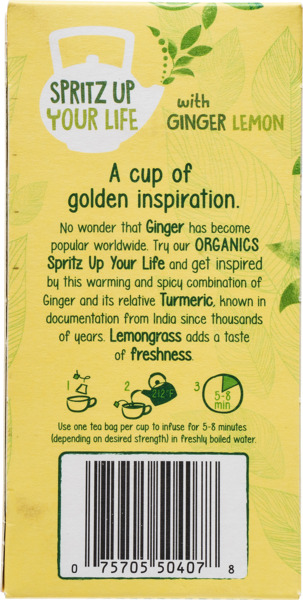 SPRITZ UP
YOUR LIFE
with
GINGER LEMON
A cup of
golden inspiration.
No wonder that Ginger has become
popular worldwide. Try our ORGANICS
Spritz Up Your Life and get inspired
by this warming and spicy combination of
Ginger and its relative Turmeric, known in
documentation from India since thousands
of years. Lemongrass adds a taste
of freshness.
1 2 212°F 3 5-8
min
Use one tea bag per cup to infuse for 5-8 minutes
(depending on desired strength) in freshly boiled water.
0 75705 50407 8